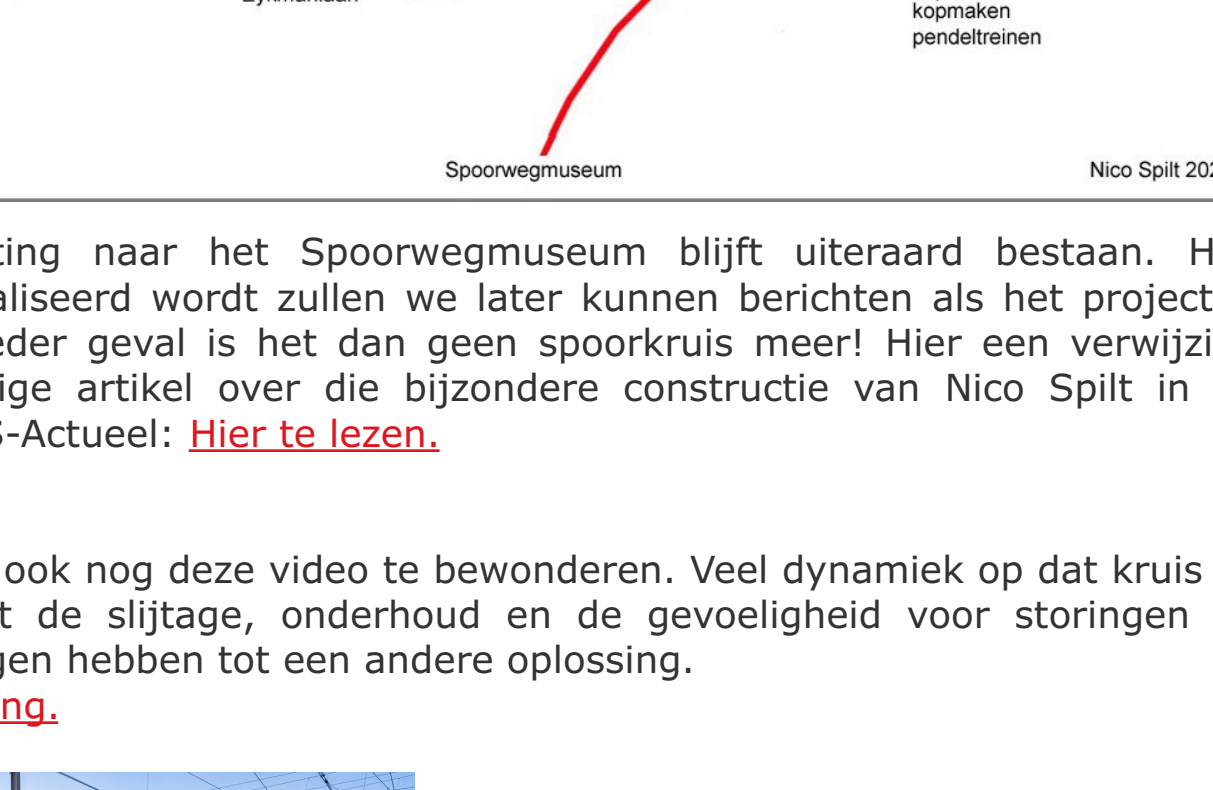 kopmaken
pendeltreinen
Spoorwegmuseum
Nico Spilt 202
ting naar het Spoorwegmuseum blijft uiteraard bestaan. H
aliseerd wordt zullen we later kunnen berichten als het project
eder geval is het dan geen spoorkruis meer! Hier een verwijzi
ige artikel over die bijzondere constructie van Nico Spilt in
S-Actueel: Hier te lezen.
ook nog deze video te bewonderen. Veel dynamiek op dat kruis
t de slijtage, onderhoud en de gevoeligheid voor storingen
gen hebben tot een andere oplossing.
ng.